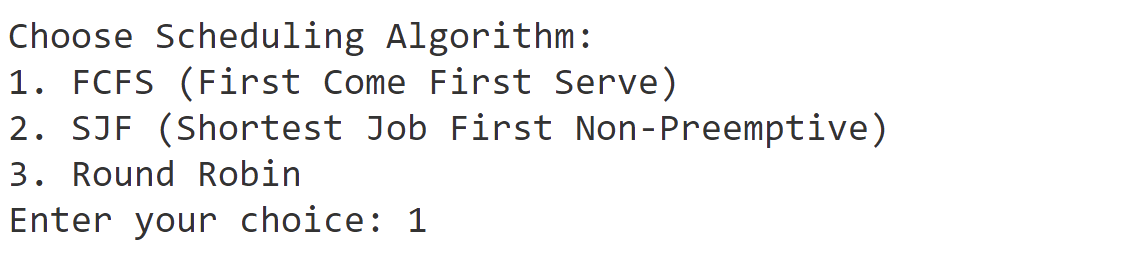 Choose Scheduling Algorithm:
1. FCFS (First Come First Serve)
2. SJF (Shortest Job First Non-Preemptive)
3. Round Robin
Enter your choice: 1